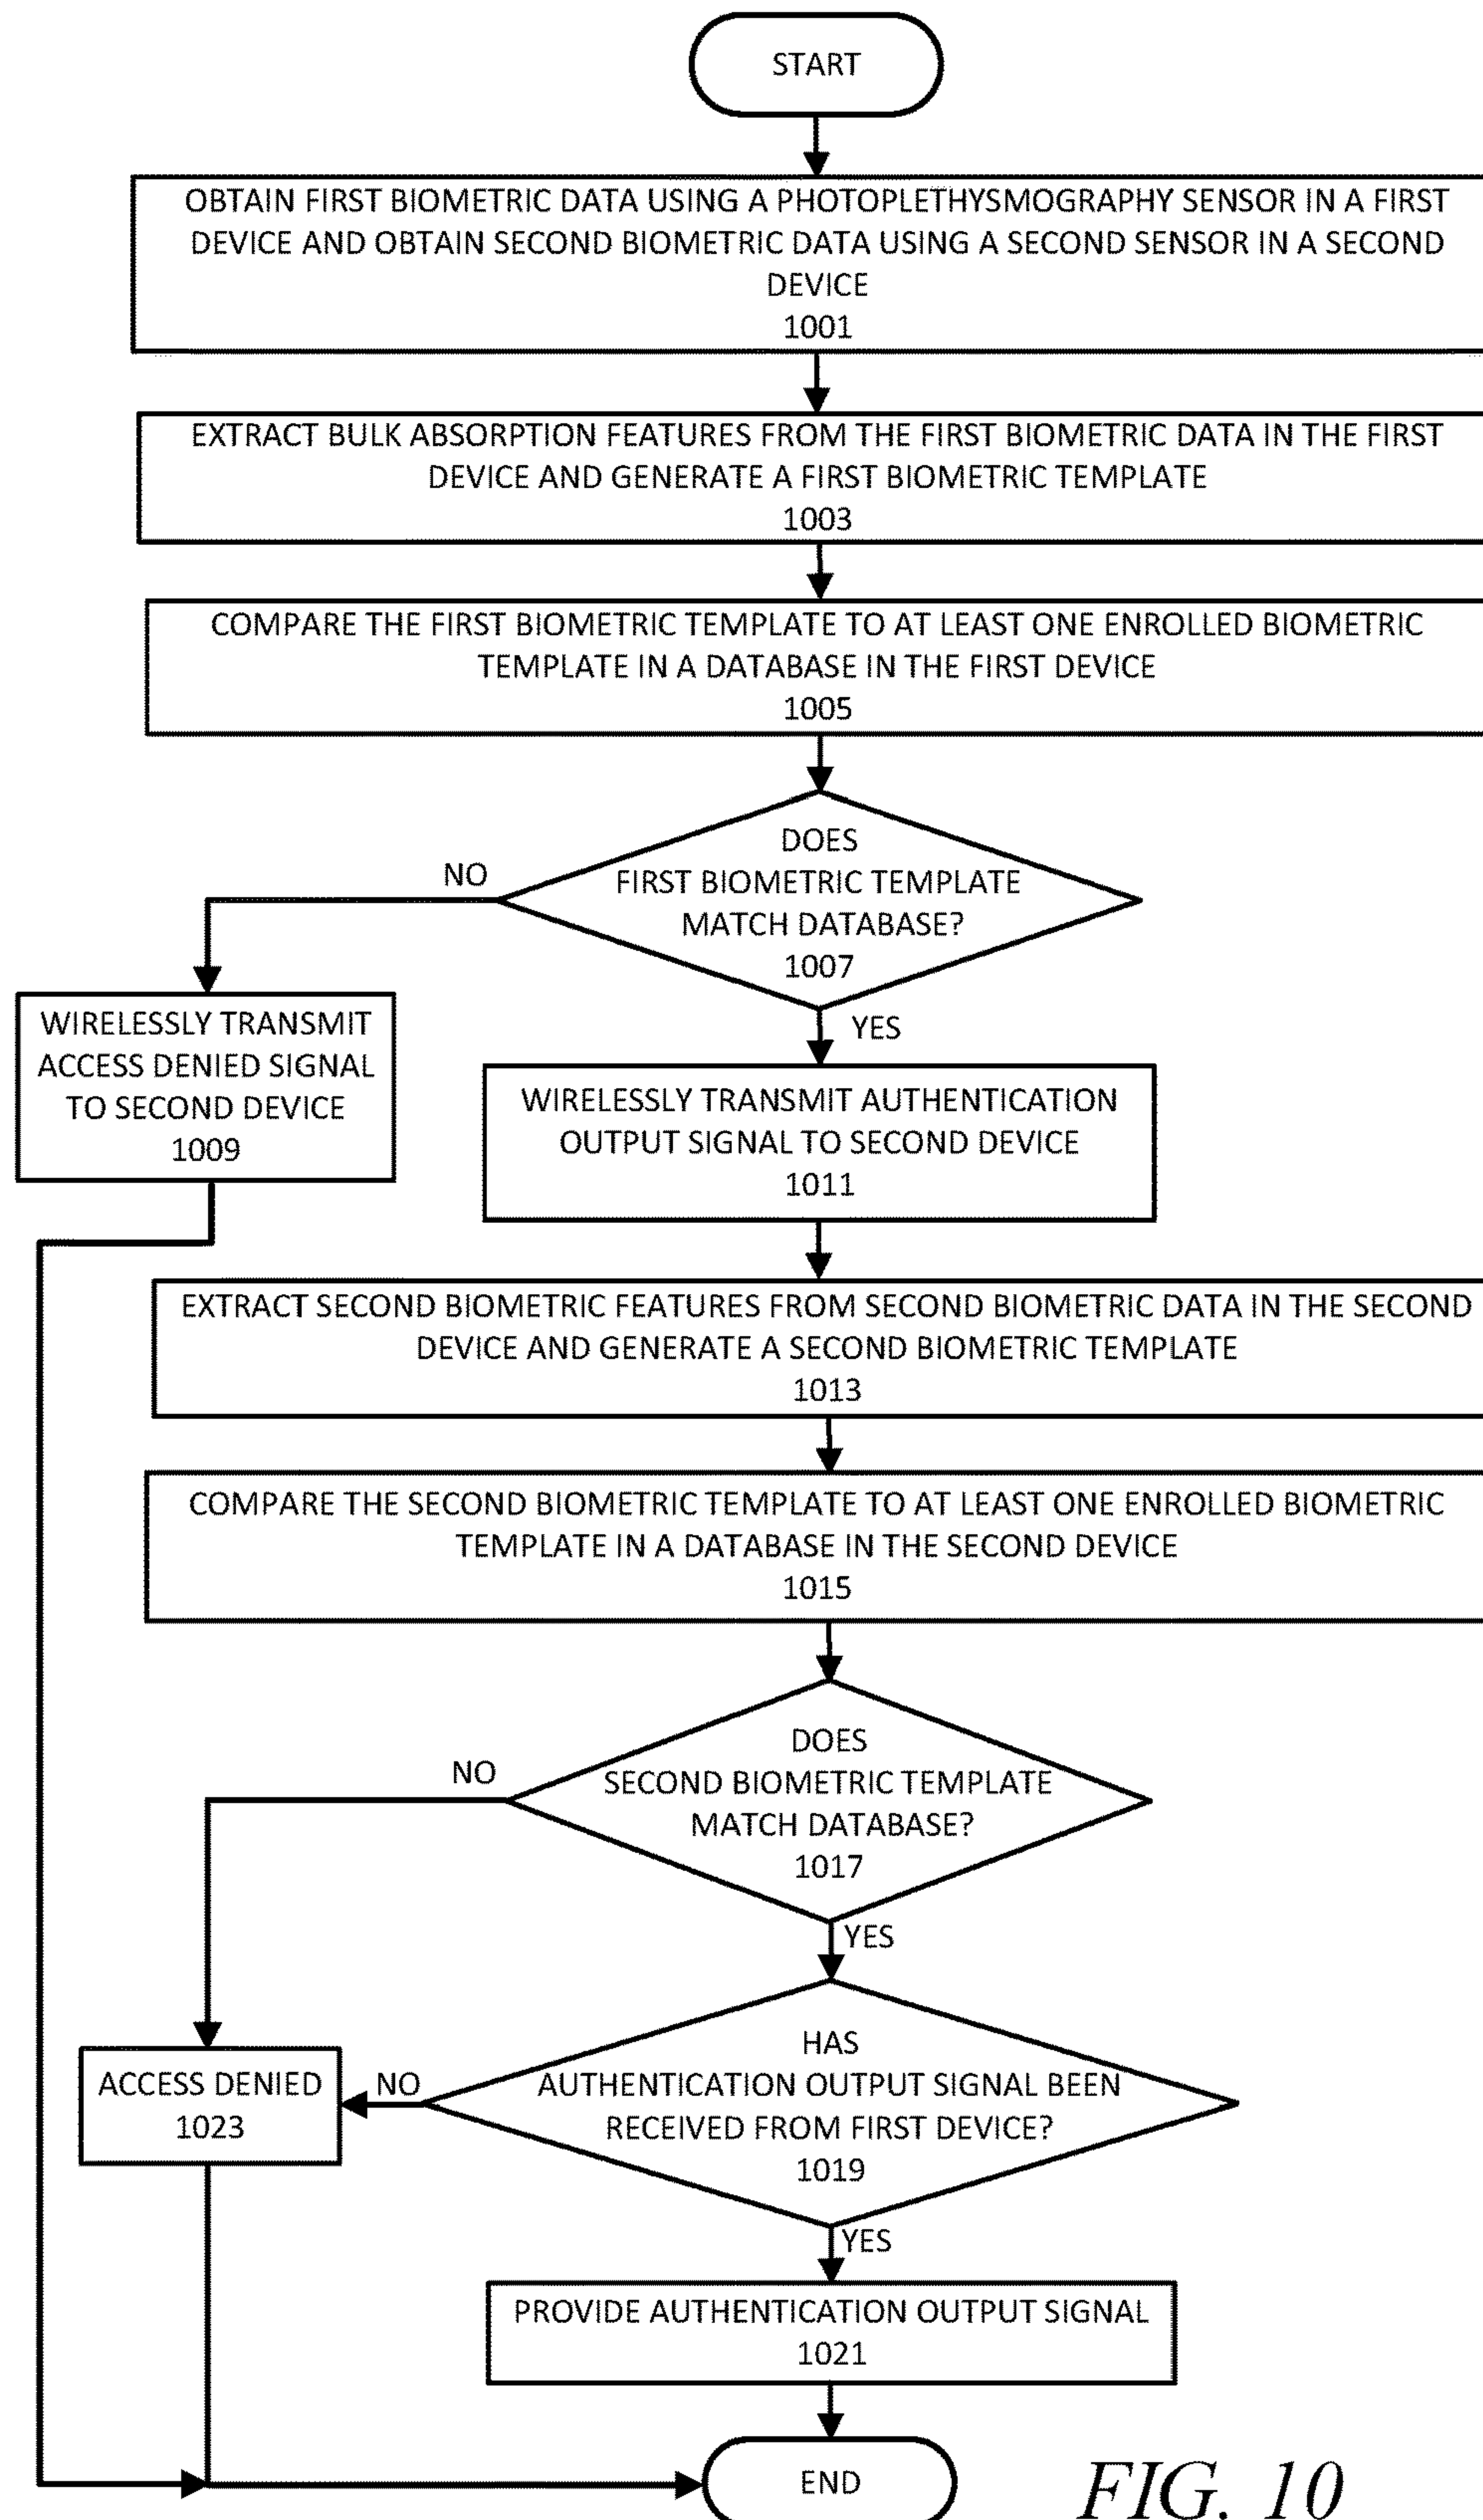 START
OBTAIN FIRST BIOMETRIC DATA USING A PHOTOPLETHYSMOGRAPHY SENSOR IN A FIRST
DEVICE AND OBTAIN SECOND BIOMETRIC DATA USING A SECOND SENSOR IN A SECOND
DEVICE
1001
EXTRACT BULK ABSORPTION FEATURES FROM THE FIRST BIOMETRIC DATA IN THE FIRST
DEVICE AND GENERATE A FIRST BIOMETRIC TEMPLATE
1003
COMPARE THE FIRST BIOMETRIC TEMPLATE TO AT LEAST ONE ENROLLED BIOMETRIC
TEMPLATE IN A DATABASE IN THE FIRST DEVICE
1005
DOES
FIRST BIOMETRIC TEMPLATE
MATCH DATABASE?
1007
NO
YES
WIRELESSLY TRANSMIT
ACCESS DENIED SIGNAL
TO SECOND DEVICE
1009
WIRELESSLY TRANSMIT AUTHENTICATION
OUTPUT SIGNAL TO SECOND DEVICE
1011
EXTRACT SECOND BIOMETRIC FEATURES FROM SECOND BIOMETRIC DATA IN THE SECOND
DEVICE AND GENERATE A SECOND BIOMETRIC TEMPLATE
1013
COMPARE THE SECOND BIOMETRIC TEMPLATE TO AT LEAST ONE ENROLLED BIOMETRIC
TEMPLATE IN A DATABASE IN THE SECOND DEVICE
1015
DOES
SECOND BIOMETRIC TEMPLATE
MATCH DATABASE?
1017
NO
YES
HAS
AUTHENTICATION OUTPUT SIGNAL BEEN
RECEIVED FROM FIRST DEVICE?
1019
NO
ACCESS DENIED
1023
YES
PROVIDE AUTHENTICATION OUTPUT SIGNAL
1021
END
FIG. 10